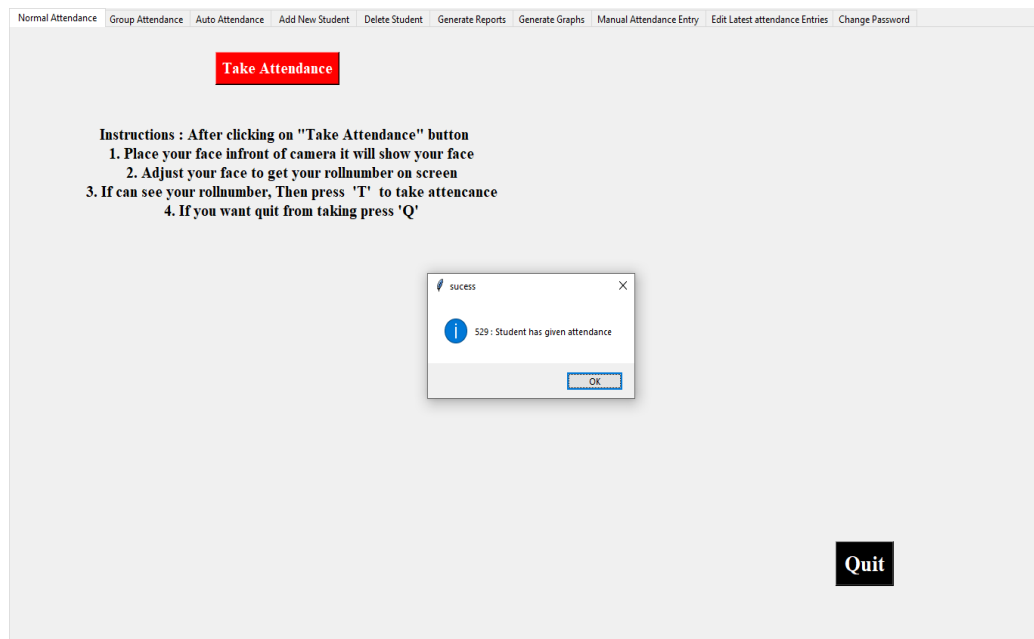 Normal Attendance Group Attendance Auto Attendance Add New Student Delete Student Generate Reports Generate Graphs Manual Attendance Entry Edit Latest attendance Entries Change Password
Take Attendance
Instructions : After clicking on "Take Attendance" button
1. Place your face infront of camera it will show your face
2. Adjust your face to get your rollnumber on screen
3. If can see your rollnumber, Then press 'T' to take attencance
4. If you want quit from taking press 'Q'
sucess
529 : Student has given attendance
OK
Quit